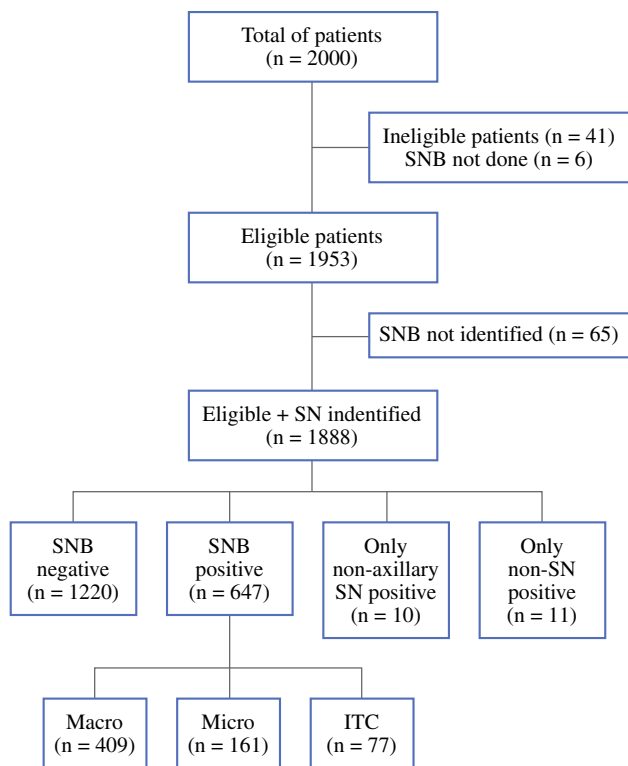 Total of patients
(n = 2000)
Ineligible patients (n = 41)
SNB not done (n = 6)
Eligible patients
(n = 1953)
SNB not identified (n = 65)
Eligible + SN indentified
(n = 1888)
SNB
negative
(n = 1220)
SNB
positive
(n = 647)
Only
non-axillary
SN positive
(n = 10)
Only
non-SN
positive
(n = 11)
Macro
(n = 409)
Micro
(n = 161)
ITC
(n = 77)